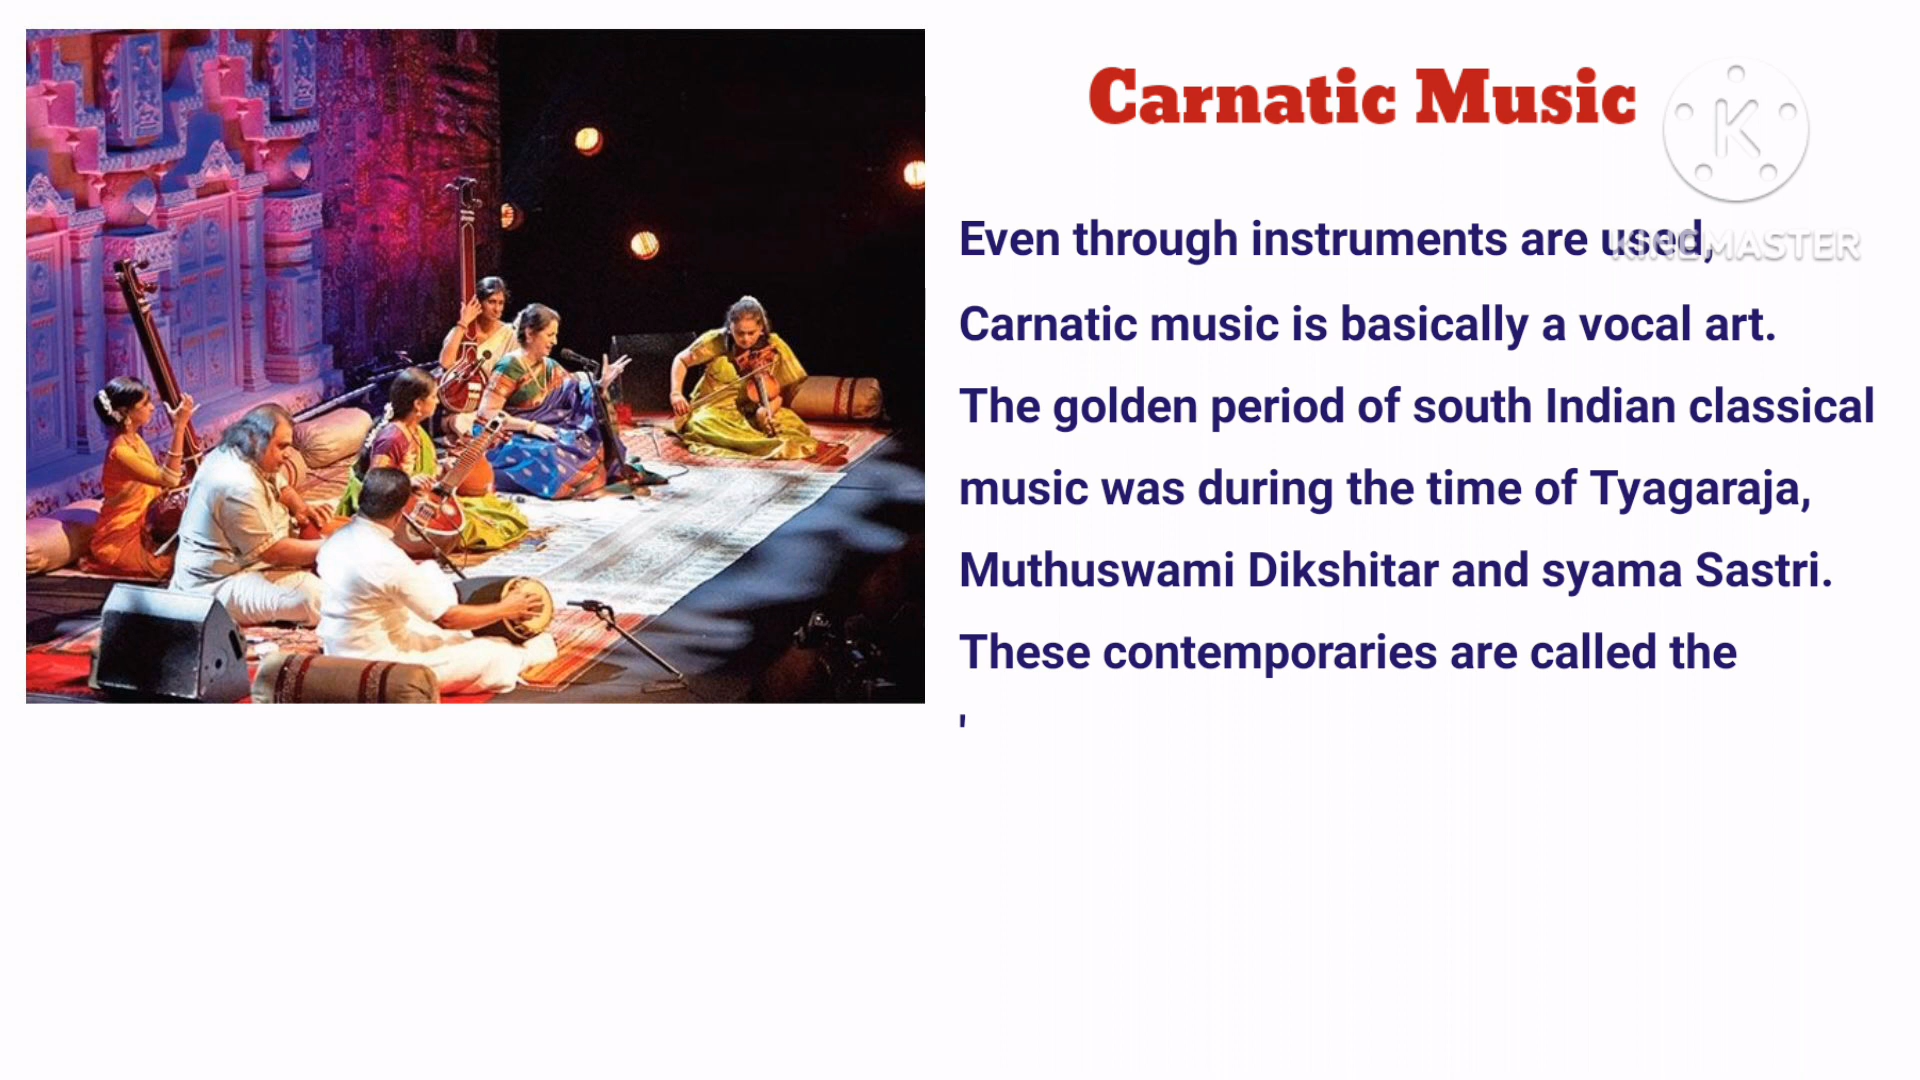 Carnatic Music
K
KINEMASTER
Even through instruments are used,
Carnatic music is basically a vocal art.
The golden period of south Indian classical
music was during the time of Tyagaraja,
Muthuswami Dikshitar and syama Sastri.
These contemporaries are called the
'